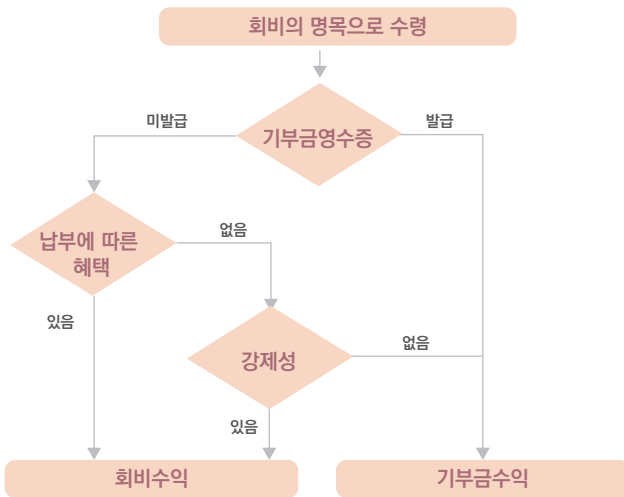 회비의 명목으로 수령
미발급
발급
기부금영수증
없음
납부에 따른
혜택
있음
없음
강제성
있음
회비수익
기부금수익